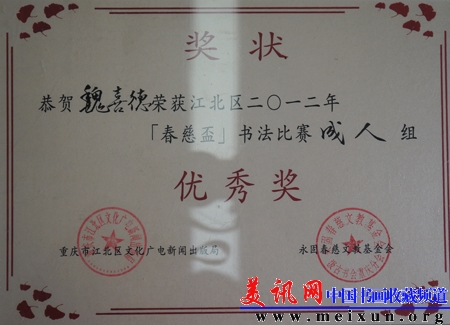 奖状
恭贺魏喜德荣获江北区二〇一二年
「春慈盃」书法比赛成人组
优秀奖
重庆市江北区文化广电新闻出版局
永固春慈文教基金会
美讯网 中国书画收藏频道
www.meixun.org